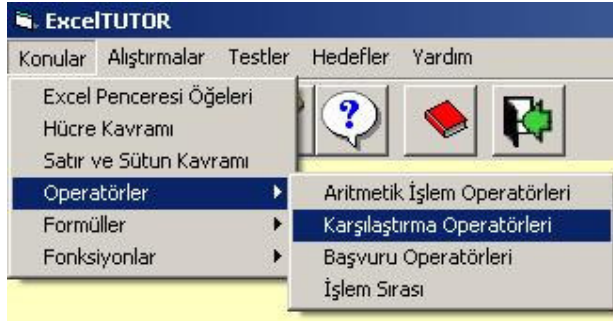 ExcelTUTOR
Konular Alıştırmalar Testler Hedefler Yardım
Excel Penceresi Öğeleri
Hücre Kavramı
Satır ve Sütun Kavramı
Operatörler
Formüller
Fonksiyonlar
Aritmetik İşlem Operatörleri
Karşılaştırma Operatörleri
Başvuru Operatörleri
İşlem Sırası